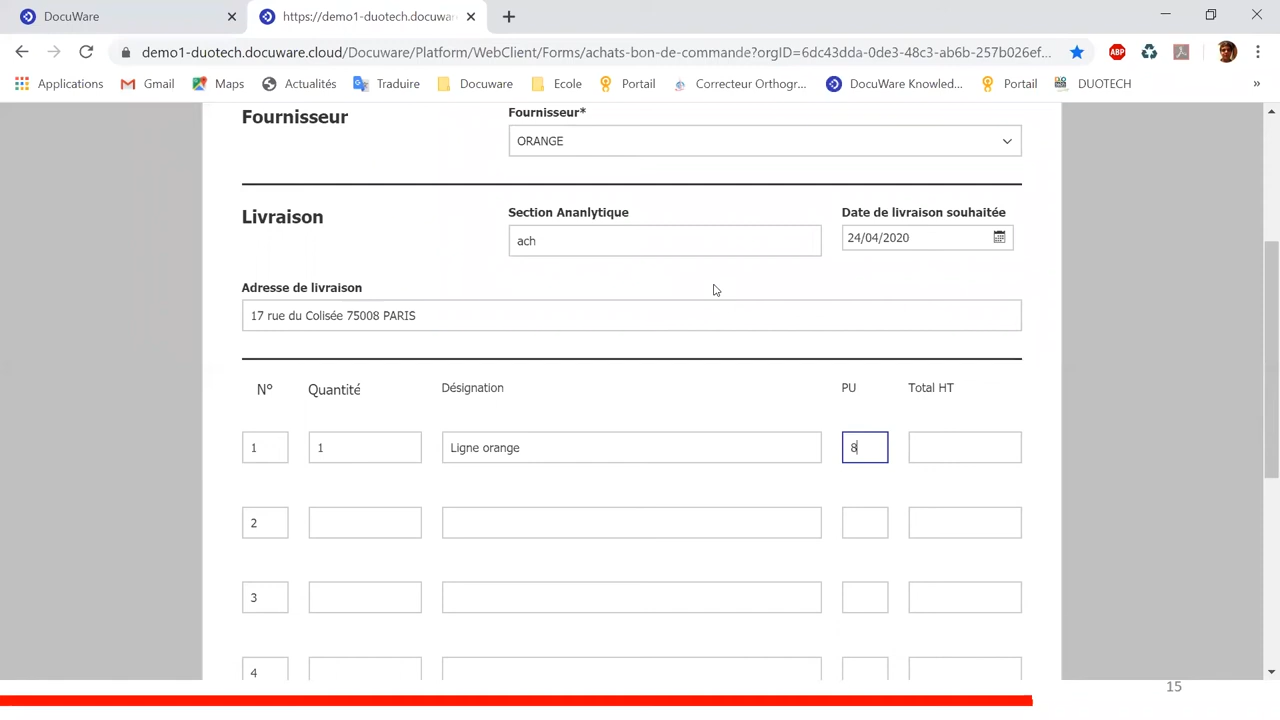 DocuWare
https://demo1-duotech.docuwar
demo1-duotech.docuware.cloud/Docuware/Platform/WebClient/Forms/achats-bon-de-commande?orgID=6dc43dda-0de3-48c3-ab6b-257b026ef...
ABP
Applications Gmail Maps Actualités Traduire Docuware Ecole Portail Correcteur Orthogr... DocuWare Knowled... Portail DUOTECH »
Fournisseur Fournisseur*
ORANGE
Livraison Section Ananlytique Date de livraison souhaitée
ach 24/04/2020
Adresse de livraison
17 rue du Colisée 75008 PARIS
N° Quantité Désignation PU Total HT
1 1 Ligne orange 8
2
3
4
15